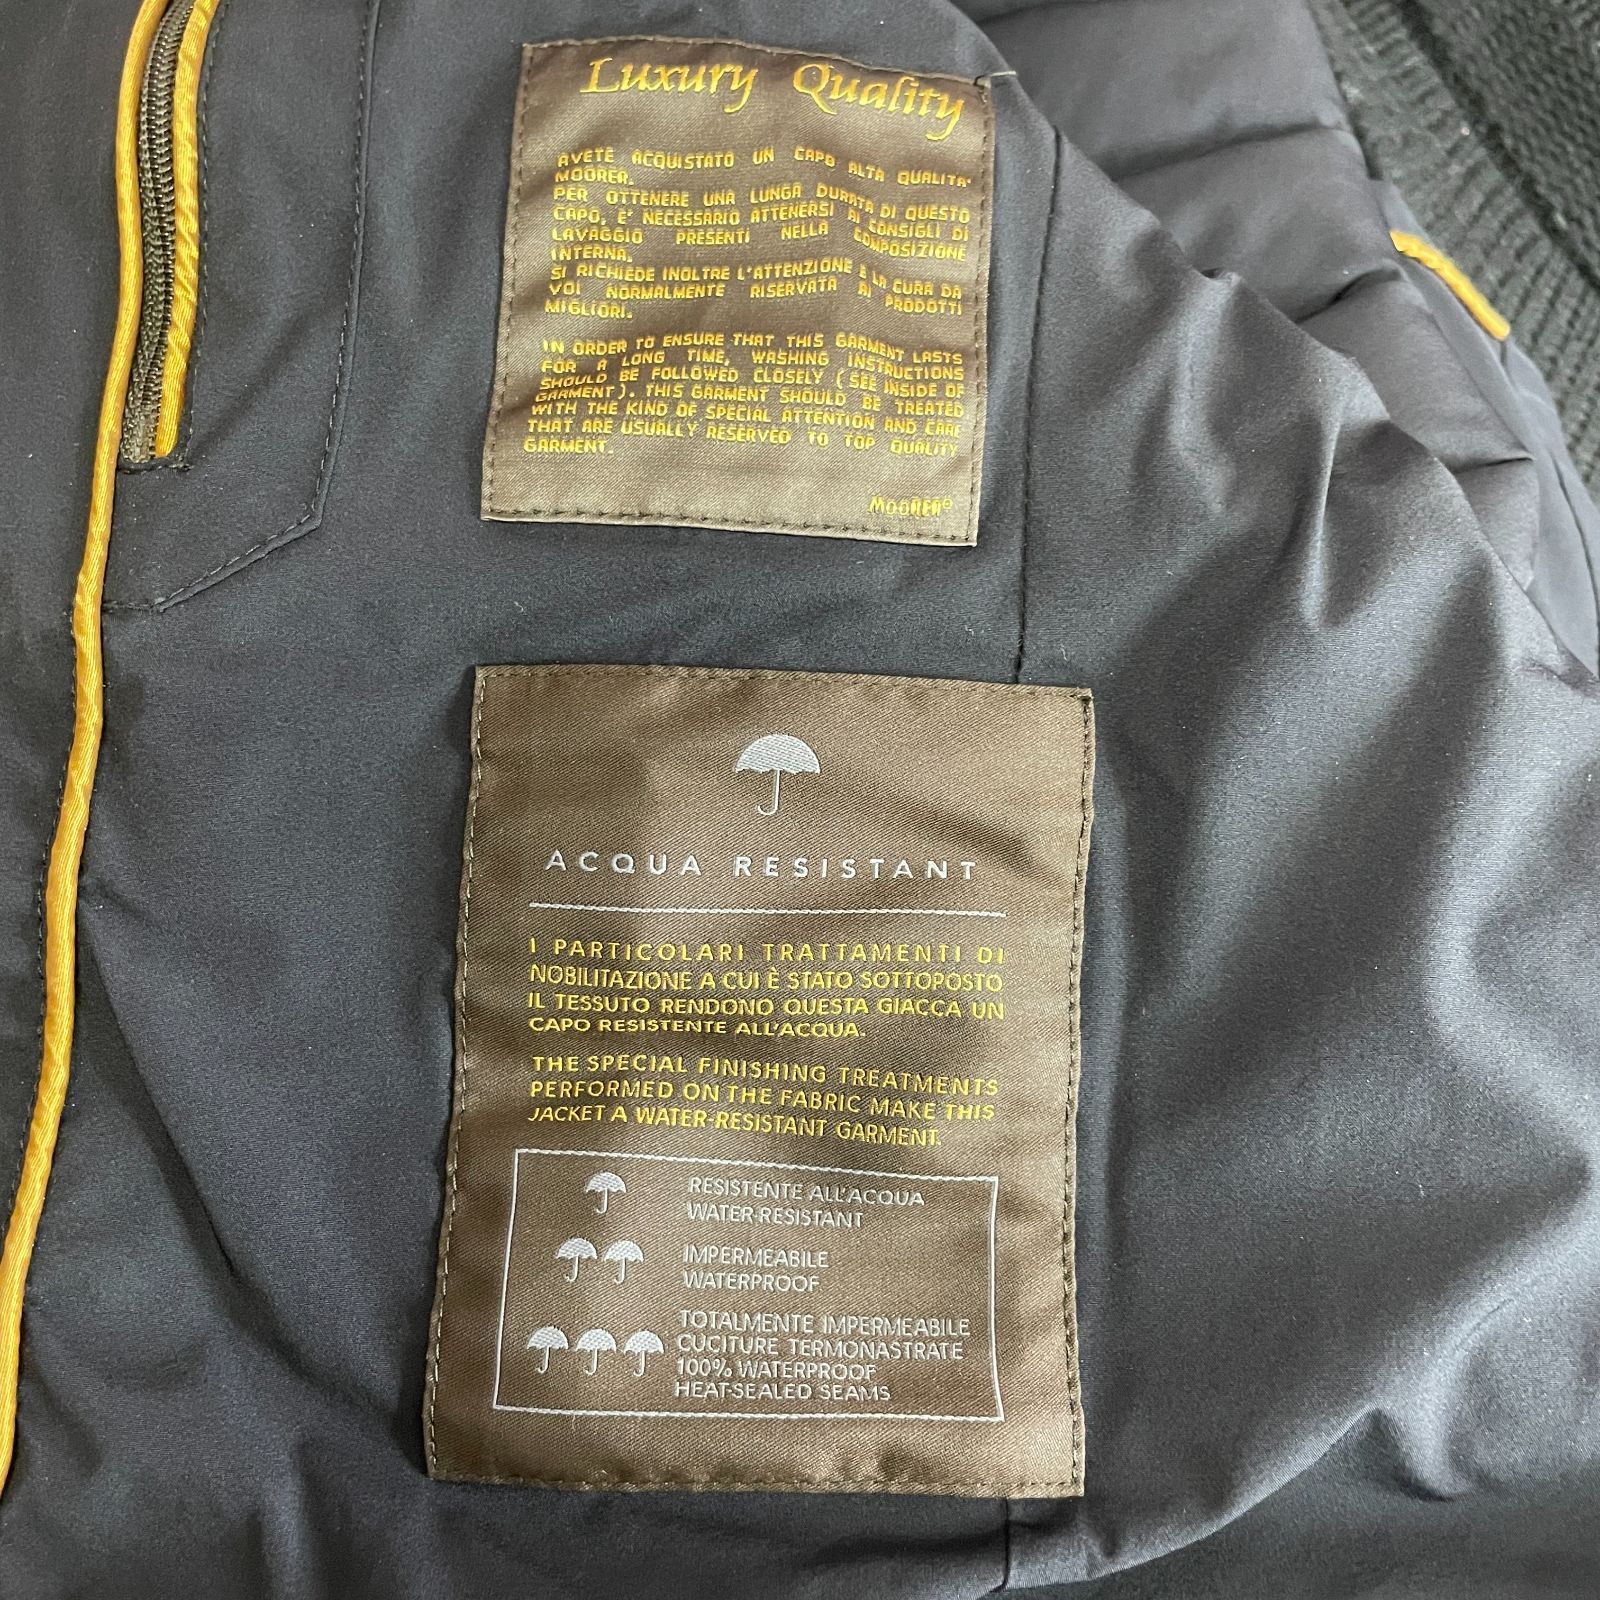 Luxury Quality
AVETE ACQUISTATO UN CAPO ALTA QUALITA'
MOORER.
PER OTTENERE UNA LUNGA DURATA DI QUESTO
CAPO, E' NECESSARIO ATTENERSI AI CONSIGLI DI
LAVAGGIO PRESENTI NELLA COMPOSIZIONE
INTERNA.
SI RICHIEDE INOLTRE L'ATTENZIONE E LA CURA DA
VOI NORMALMENTE RISERVATA AI PRODOTTI
MIGLIORI.
IN ORDER TO ENSURE THAT THIS GARMENT LASTS
FOR A LONG TIME, WASHING INSTRUCTIONS
SHOULD BE FOLLOWED CLOSELY (SEE INSIDE OF
GARMENT). THIS GARMENT SHOULD BE TREATED
WITH THE KIND OF SPECIAL ATTENTION AND CARE
THAT ARE USUALLY RESERVED TO TOP QUALITY
GARMENT.
MOORER®
ACQUA RESISTANT
I PARTICOLARI TRATTAMENTI DI
NOBILITAZIONE A CUI È STATO SOTTOPOSTO
IL TESSUTO RENDONO QUESTA GIACCA UN
CAPO RESISTENTE ALL'ACQUA.
THE SPECIAL FINISHING TREATMENTS
PERFORMED ON THE FABRIC MAKE THIS
JACKET A WATER-RESISTANT GARMENT.
RESISTENTE ALL'ACQUA
WATER-RESISTANT
IMPERMEABILE
WATERPROOF
TOTALMENTE IMPERMEABILE
CUCITURE TERMONASTRATE
100% WATERPROOF
HEAT-SEALED SEAMS